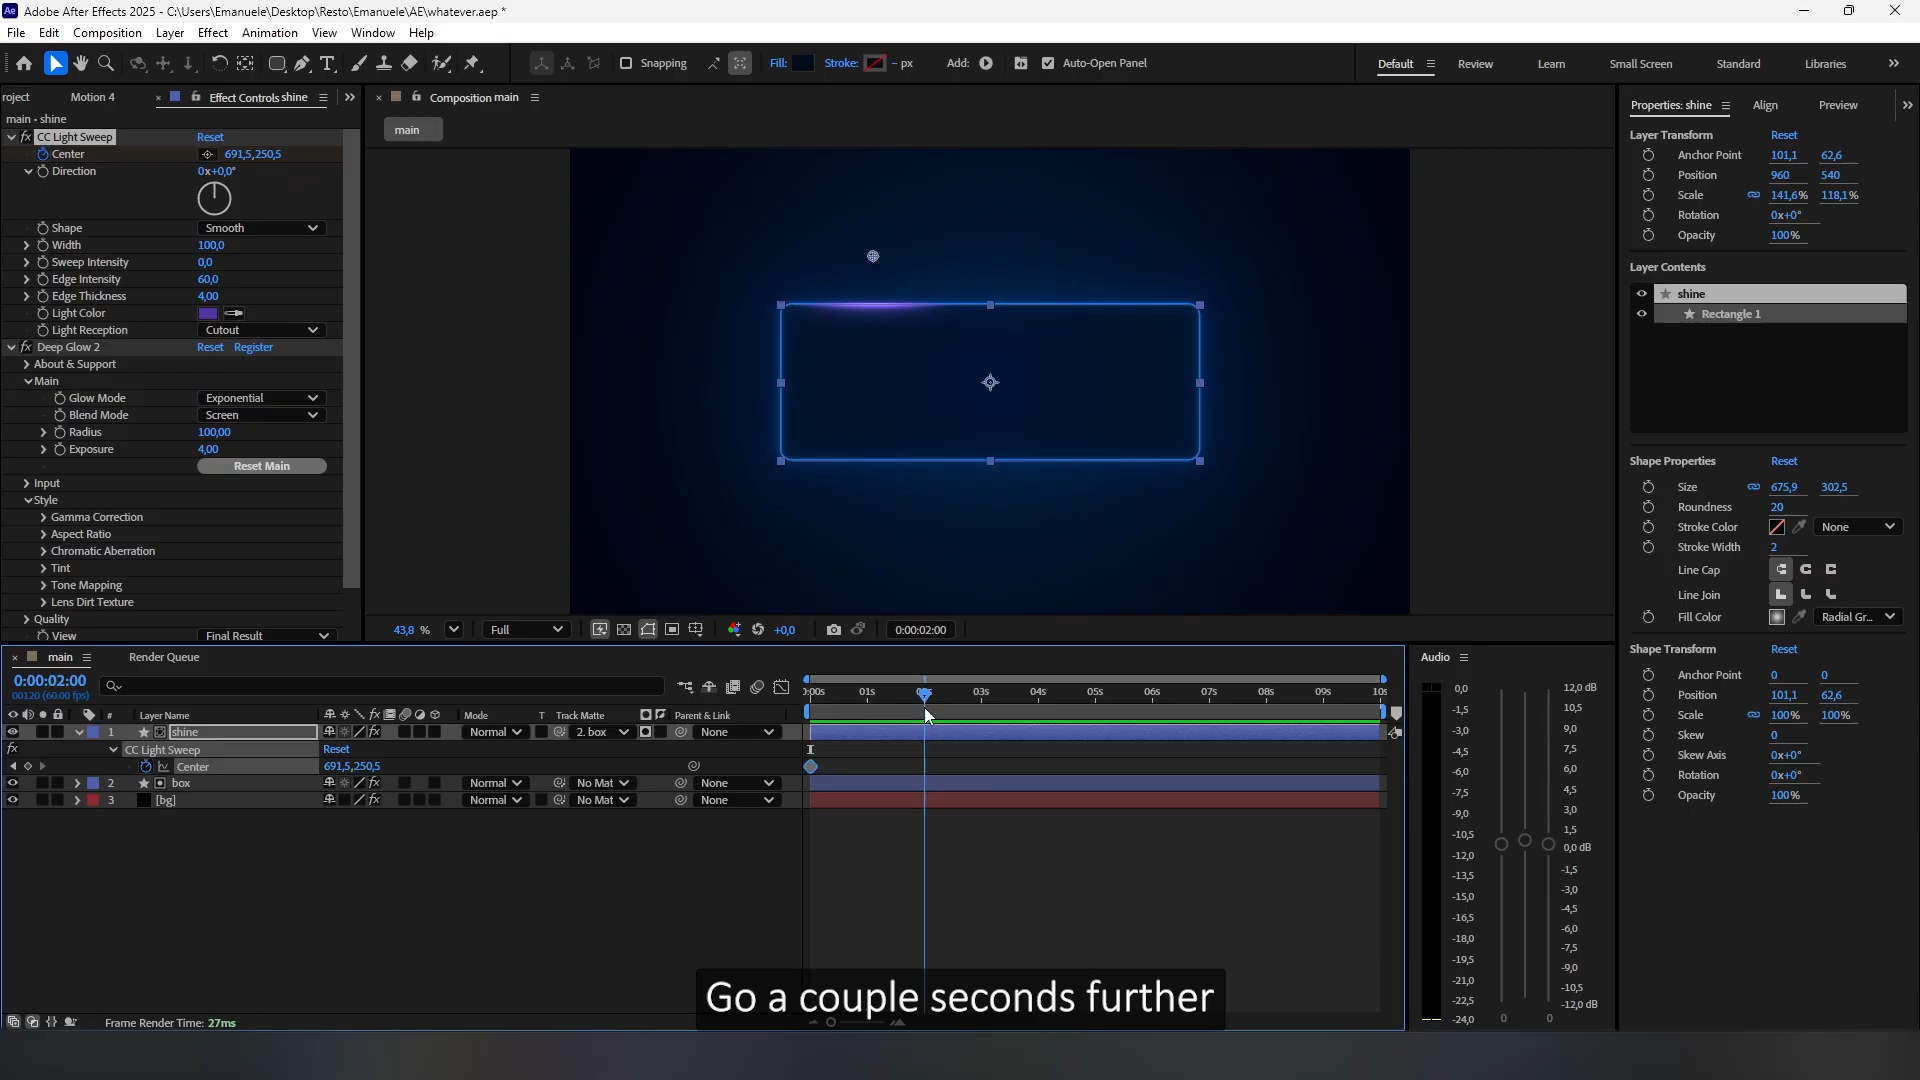 Ae Adobe After Effects 2025 - C:\Users\Emanuele\Desktop\Resto\Emanuele\AE\whatever.aep *
File Edit Composition Layer Effect Animation View Window Help
Snapping Fill: Stroke: - px Add: Auto-Open Panel Default Review Learn Small Screen Standard Libraries
roject Motion 4 Effect Controls shine
main - shine
fx CC Light Sweep Reset
Center 691,5,250,5
Direction 0x+0,0°
Shape Smooth
Width 100,0
Sweep Intensity 0,0
Edge Intensity 60,0
Edge Thickness 4,00
Light Color
Light Reception Cutout
fx Deep Glow 2 Reset Register
About & Support
Main
Glow Mode Exponential
Blend Mode Screen
Radius 100,00
Exposure 4,00
Reset Main
Input
Style
Gamma Correction
Aspect Ratio
Chromatic Aberration
Tint
Tone Mapping
Lens Dirt Texture
Quality
View Final Result
Composition main
main
43,8 % Full +0,0 0:00:02:00
Properties: shine Align Preview
Layer Transform Reset
Anchor Point 101,1 62,6
Position 960 540
Scale 141,6% 118,1%
Rotation 0x+0°
Opacity 100%
Layer Contents
shine
Rectangle 1
Shape Properties Reset
Size 675,9 302,5
Roundness 20
Stroke Color None
Stroke Width 2
Line Cap
Line Join
Fill Color Radial Gr...
Shape Transform Reset
Anchor Point 0 0
Position 101,1 62,6
Scale 100% 100%
Skew 0
Skew Axis 0x+0°
Rotation 0x+0°
Opacity 100%
main Render Queue
0:00:02:00
00120 (60.00 fps)
01s 03s 04s 05s 06s 07s 08s 09s 10s
# Layer Name fx Mode T Track Matte Parent & Link
1 shine Normal 2. box None
fx CC Light Sweep Reset
Center 691,5,250,5
2 box fx Normal No Mat None
3 [bg] fx Normal No Mat None
Frame Render Time: 27ms
Audio
0,0
-1,5
-3,0
-4,5
-6,0
-7,5
-9,0
-10,5
-12,0
-13,5
-15,0
-16,5
-18,0
-19,5
-21,0
-22,5
-24,0
12,0 dB
10,5
9,0
7,5
6,0
4,5
3,0
1,5
0,0 dB
-1,5
-3,0
-4,5
-6,0
-7,5
-9,0
-10,5
-12,0 dB
0 0
Go a couple seconds further